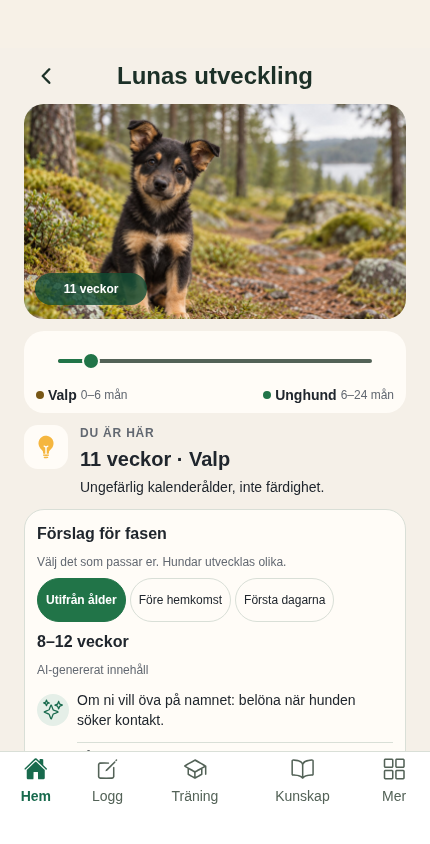 Lunas utveckling
11 veckor
Valp 0–6 mån
Unghund 6–24 mån
DU ÄR HÄR
11 veckor · Valp
Ungefärlig kalenderålder, inte färdighet.
Förslag för fasen
Välj det som passar er. Hundar utvecklas olika.
Utifrån ålder
Före hemkomst
Första dagarna
8–12 veckor
AI-genererat innehåll
Om ni vill öva på namnet: belöna när hunden
söker kontakt.
Hem
Logg
Träning
Kunskap
Mer